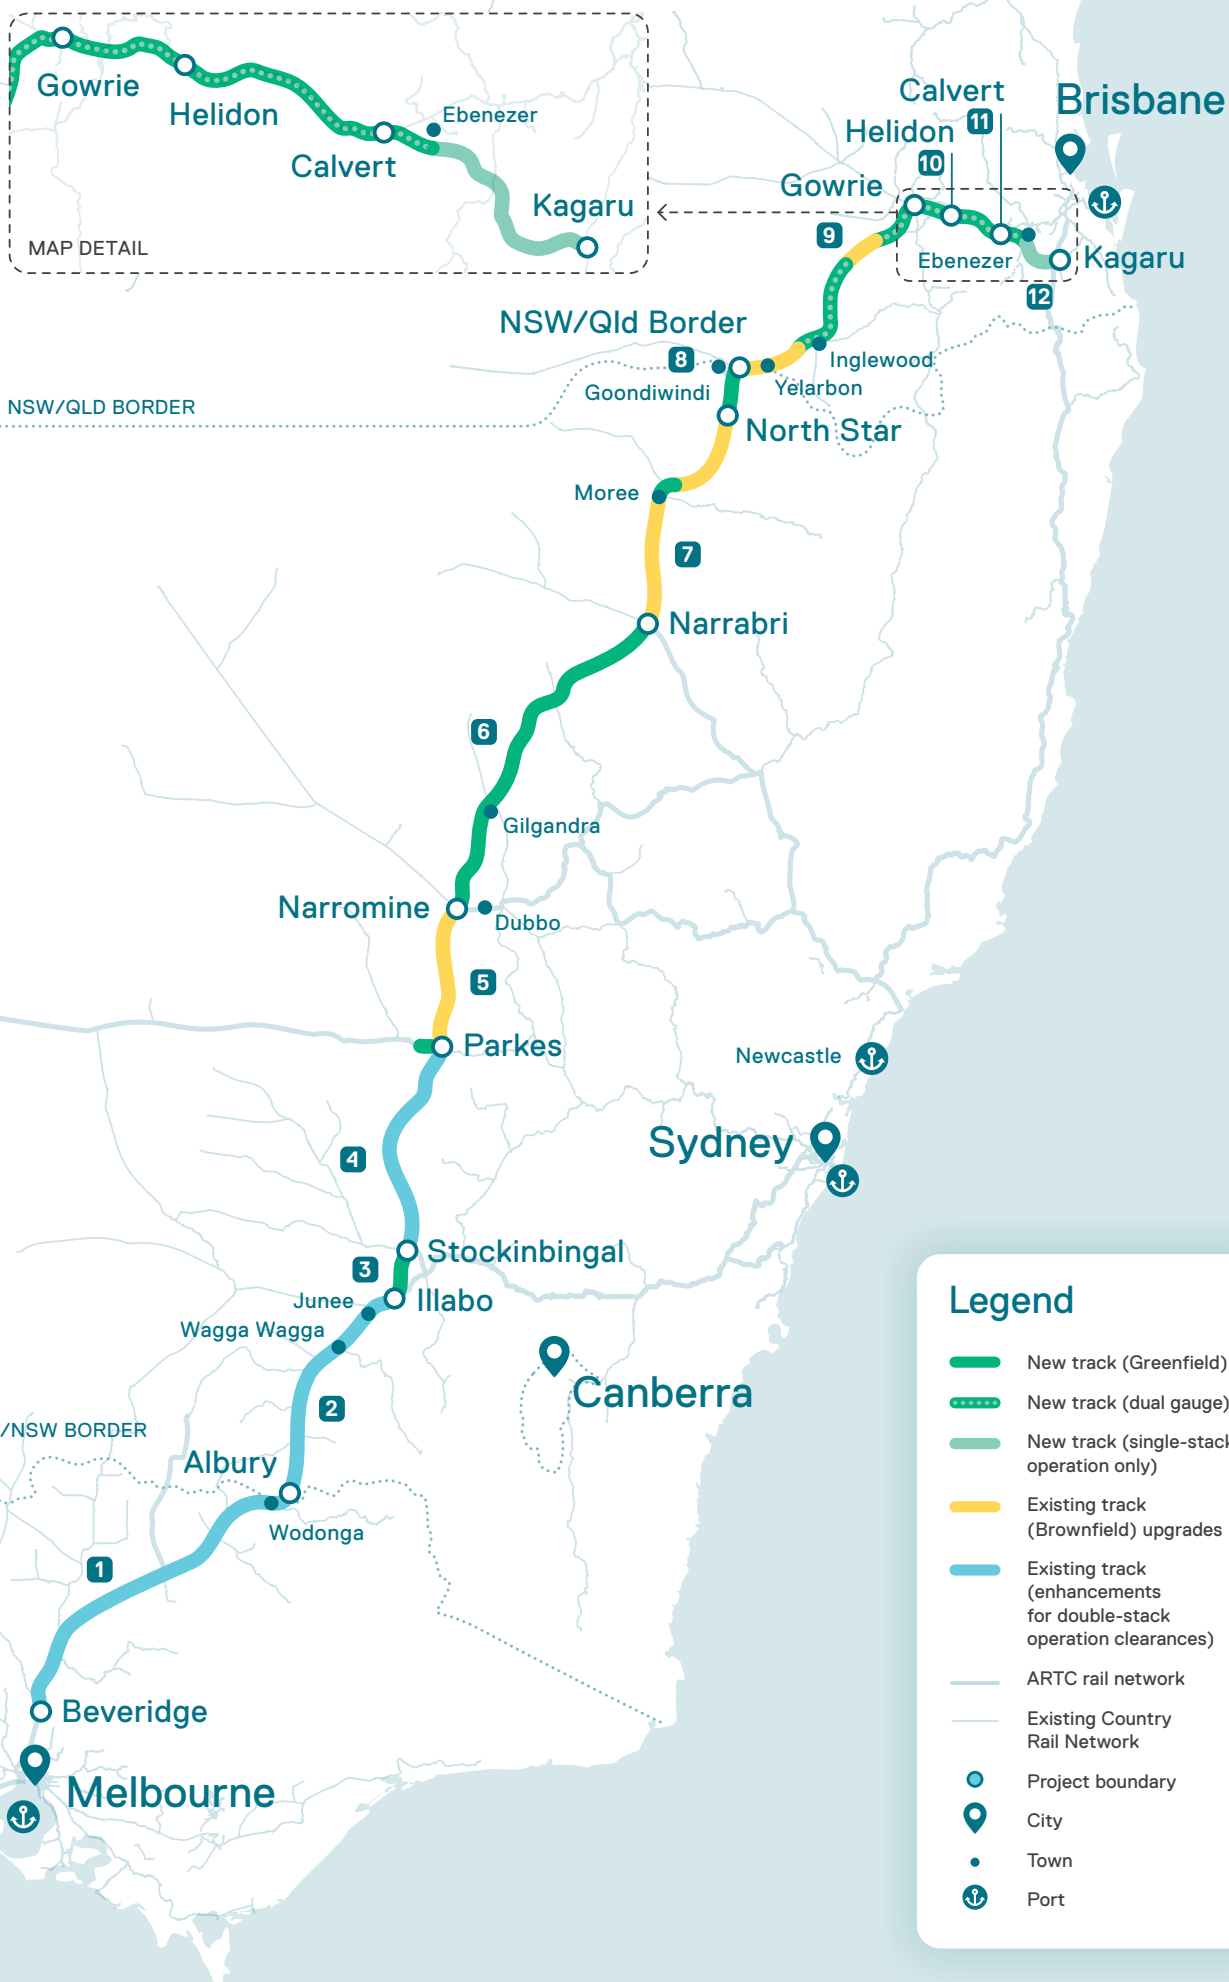 Gowrie
Helidon
Ebenezer
Calvert
Kagaru
MAP DETAIL
Calvert
11
Brisbane
Helidon
10
Gowrie
9
Ebenezer
Kagaru
12
NSW/Qld Border
8
Inglewood
Goondiwindi
Yelarbon
NSW/QLD BORDER
North Star
Moree
7
Narrabri
6
Gilgandra
Narromine
Dubbo
5
Parkes
Newcastle
Sydney
4
Stockinbingal
3
Junee
Illabo
Wagga Wagga
Canberra
2
/NSW BORDER
Albury
Wodonga
1
Beveridge
Melbourne
Legend
New track (Greenfield)
New track (dual gauge)
New track (single-stack
operation only)
Existing track
(Brownfield) upgrades
Existing track
(enhancements
for double-stack
operation clearances)
ARTC rail network
Existing Country
Rail Network
Project boundary
City
Town
Port